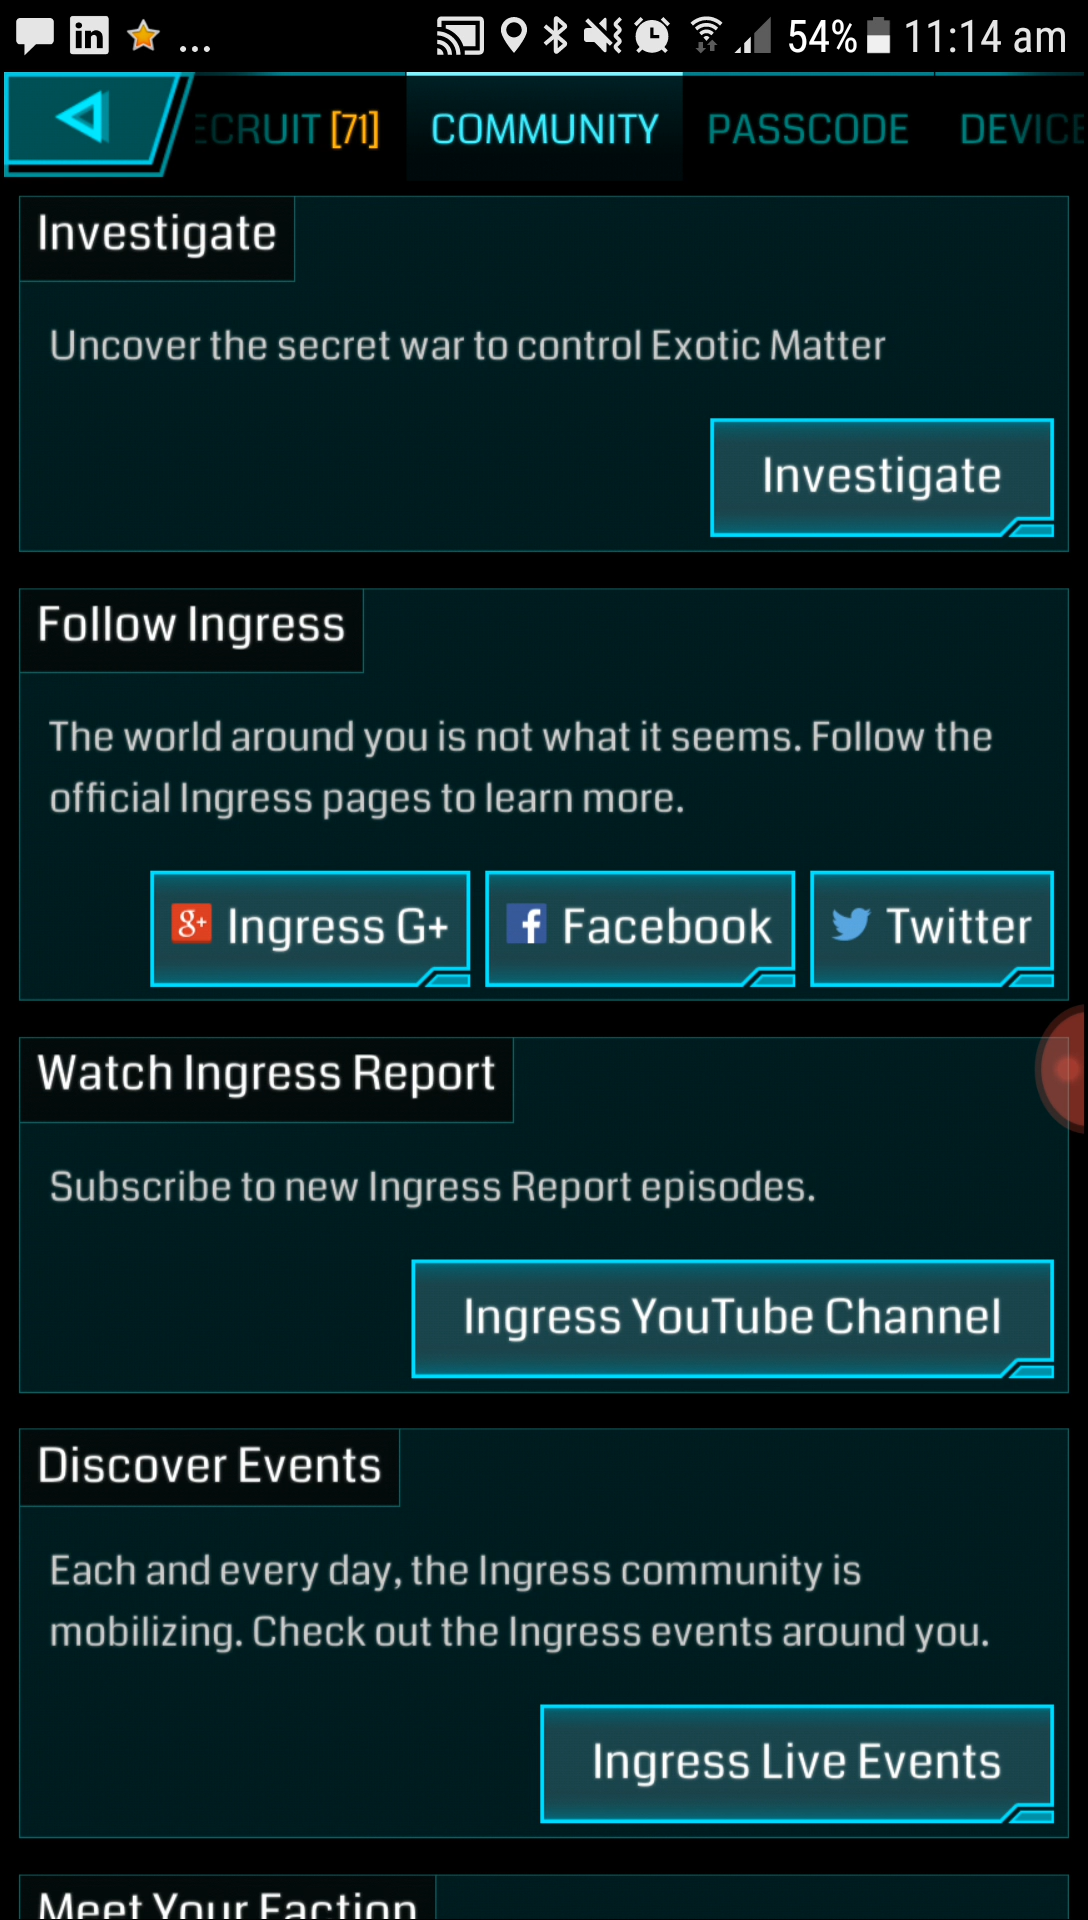 ... 54% 11:14 am
ECRUIT [71] COMMUNITY PASSCODE DEVICE
Investigate
Uncover the secret war to control Exotic Matter
Investigate
Follow Ingress
The world around you is not what it seems. Follow the
official Ingress pages to learn more.
g+ Ingress G+ f Facebook Twitter
Watch Ingress Report
Subscribe to new Ingress Report episodes.
Ingress YouTube Channel
Discover Events
Each and every day, the Ingress community is
mobilizing. Check out the Ingress events around you.
Ingress Live Events
Meet Your Faction